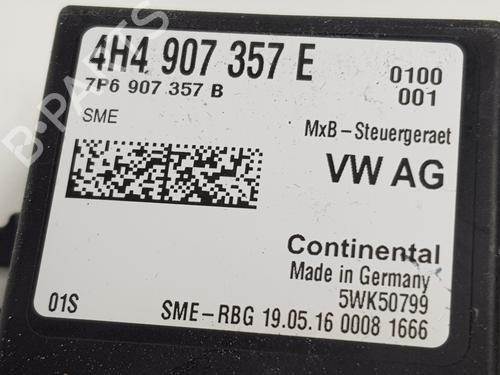 4H4 907 357 E
7P6 907 357 B
0100
001
SME
MxB-Steuergeraet
VW AG
Continental
Made in Germany
5WK50799
01S
SME-RBG 19.05.16 0008 1666
B-PARTS